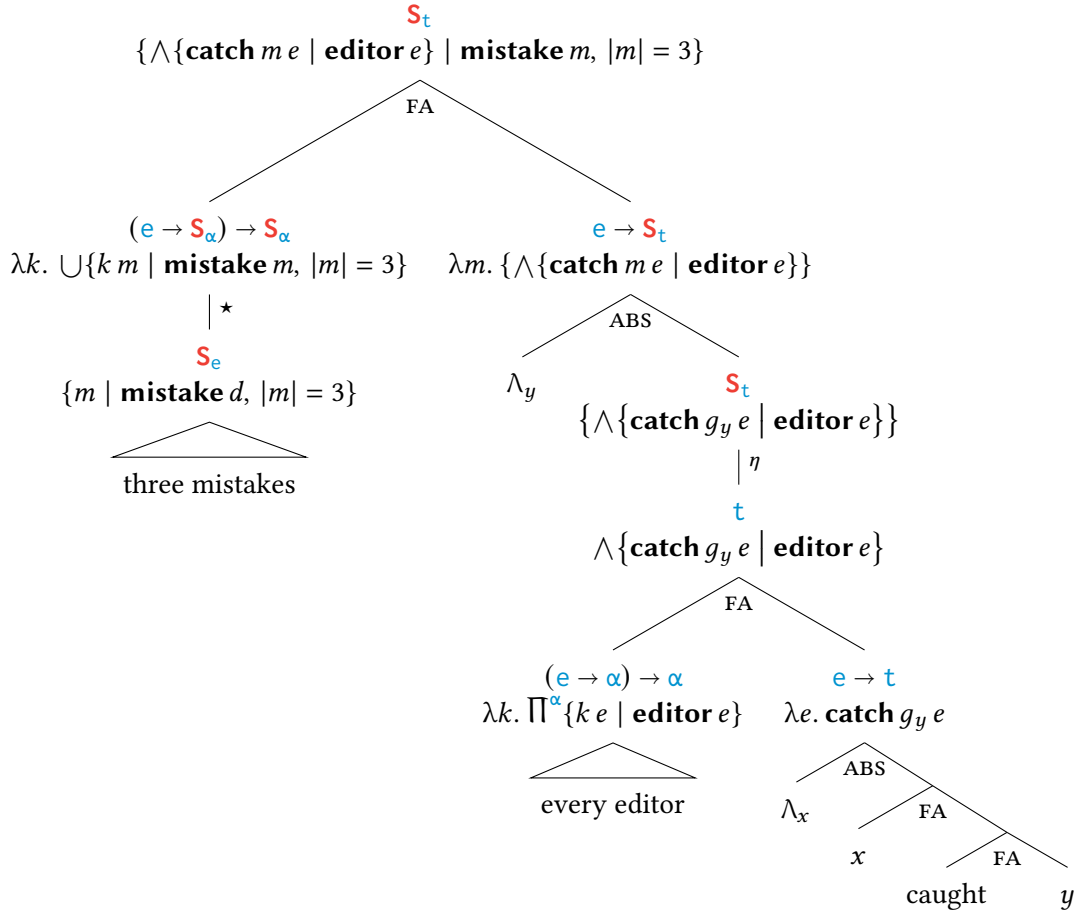 S_t
{∧{catch m e | editor e} | mistake m, |m| = 3}
FA
(e → S_α) → S_α
e → S_t
λk. ∪{k m | mistake m, |m| = 3}
λm. {∧{catch m e | editor e}}
⋆
ABS
S_e
Λ_y
S_t
{m | mistake d, |m| = 3}
{∧{catch g_y e | editor e}}
η
three mistakes
t
∧{catch g_y e | editor e}
FA
(e → α) → α
e → t
λk. ∏^α{k e | editor e}
λe. catch g_y e
ABS
every editor
Λ_x
FA
x
FA
caught
y